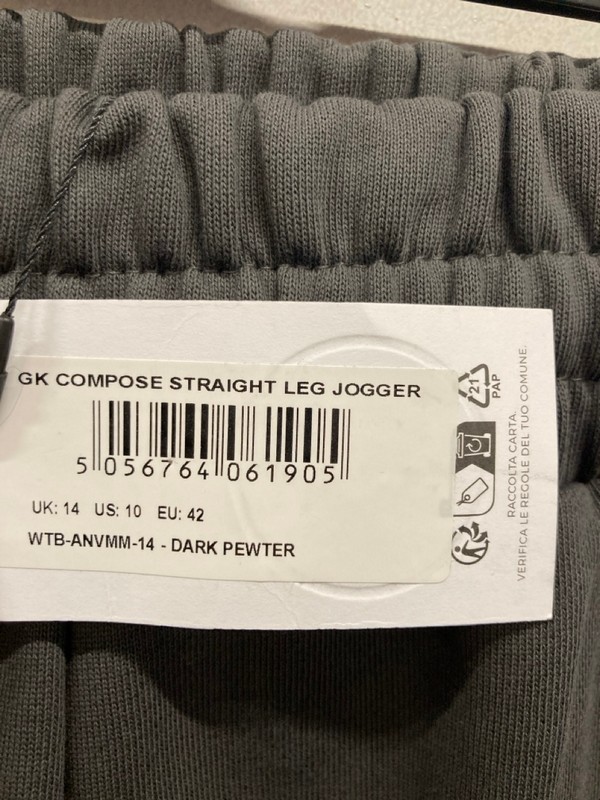 GK COMPOSE STRAIGHT LEG JOGGER
5 056764 061905
UK: 14 US: 10 EU: 42
WTB-ANVMM-14 - DARK PEWTER
21
PAP
RACCOLTA CARTA.
VERIFICA LE REGOLE DEL TUO COMUNE.